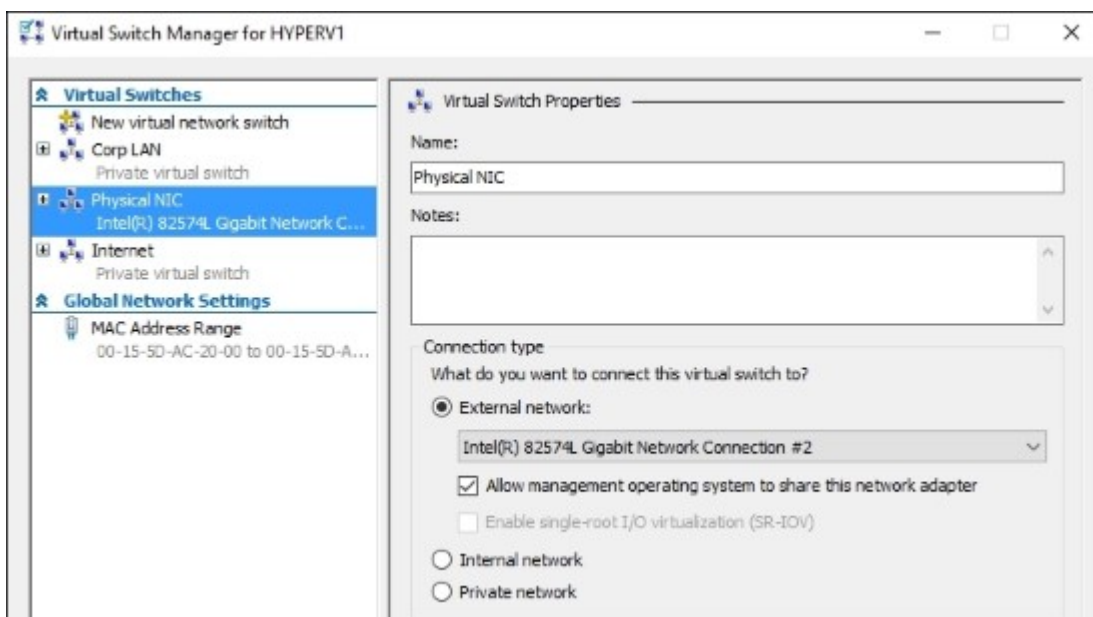 Virtual Switch Manager for HYPERV1
Virtual Switches
New virtual network switch
Corp LAN
Private virtual switch
Physical NIC
Intel(R) 82574L Gigabit Network C...
Internet
Private virtual switch
Global Network Settings
MAC Address Range
00-15-5D-AC-20-00 to 00-15-5D-A...
Virtual Switch Properties
Name:
Physical NIC
Notes:
Connection type
What do you want to connect this virtual switch to?
External network:
Intel(R) 82574L Gigabit Network Connection #2
Allow management operating system to share this network adapter
Enable single-root I/O virtualization (SR-IOV)
Internal network
Private network